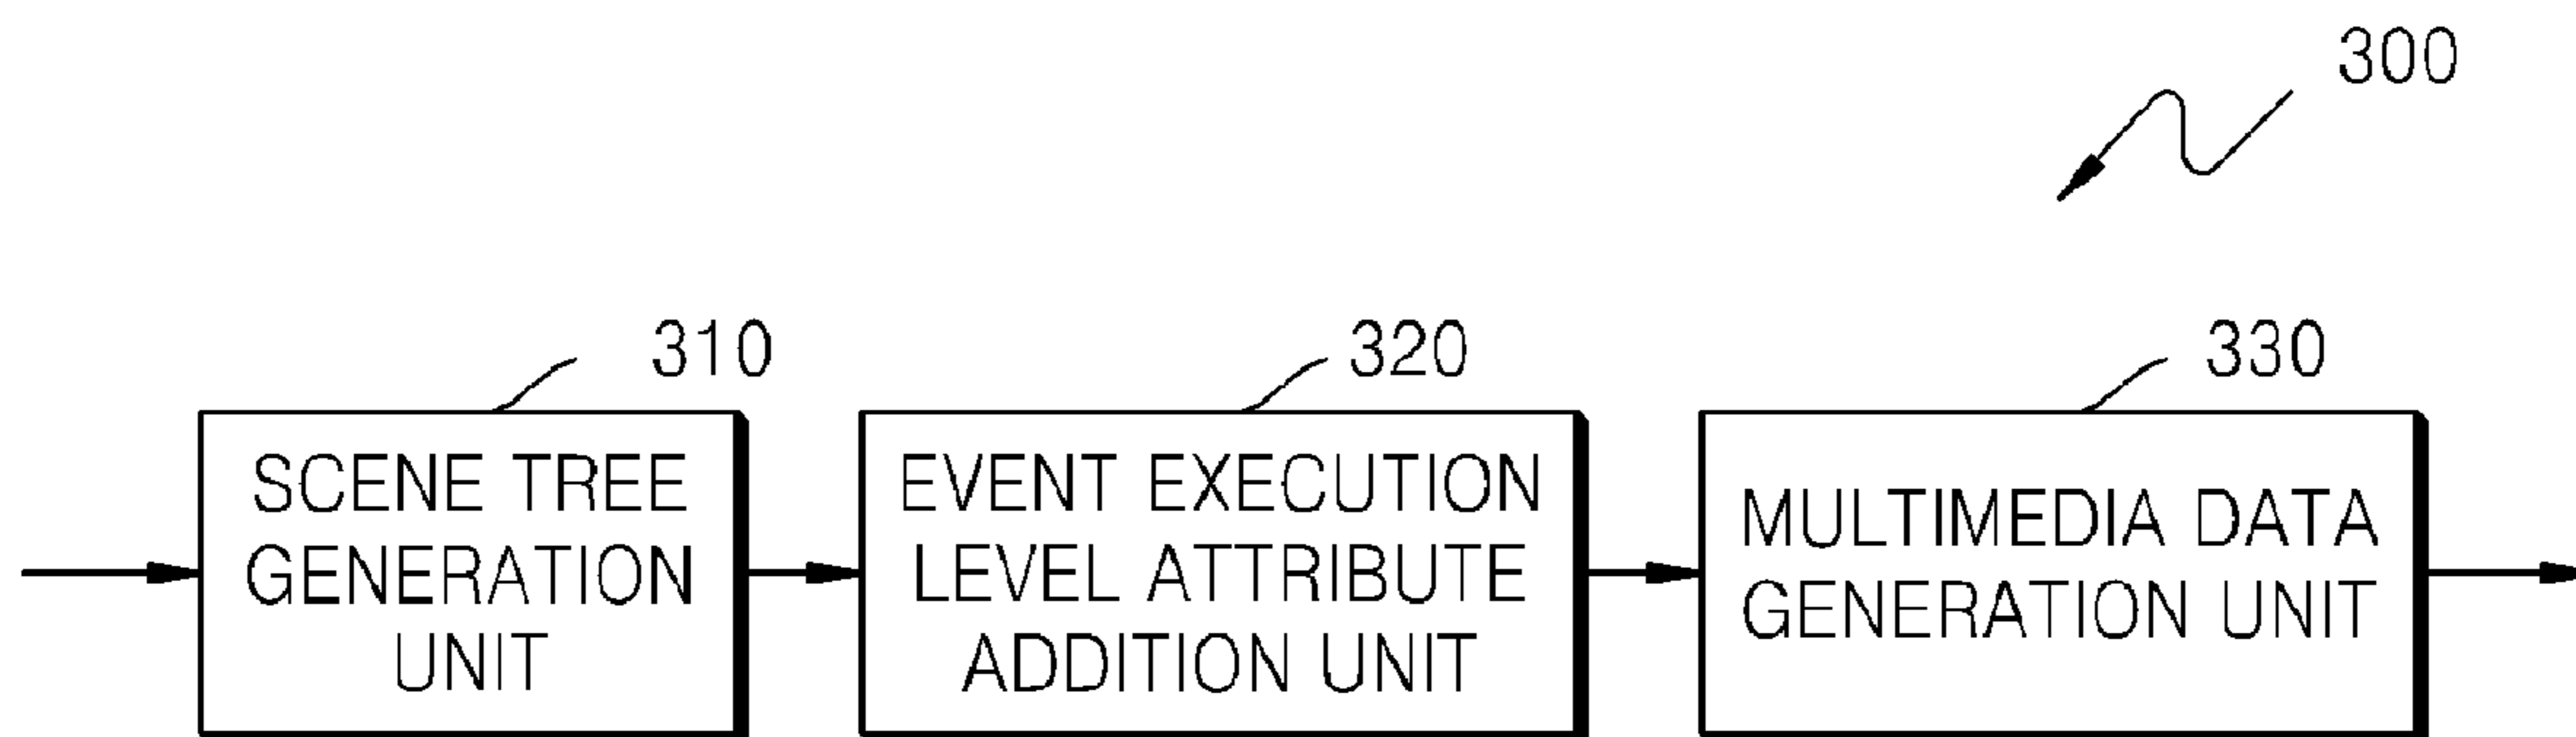 300
310
320
330
SCENE TREE
GENERATION
UNIT
EVENT EXECUTION
LEVEL ATTRIBUTE
ADDITION UNIT
MULTIMEDIA DATA
GENERATION UNIT